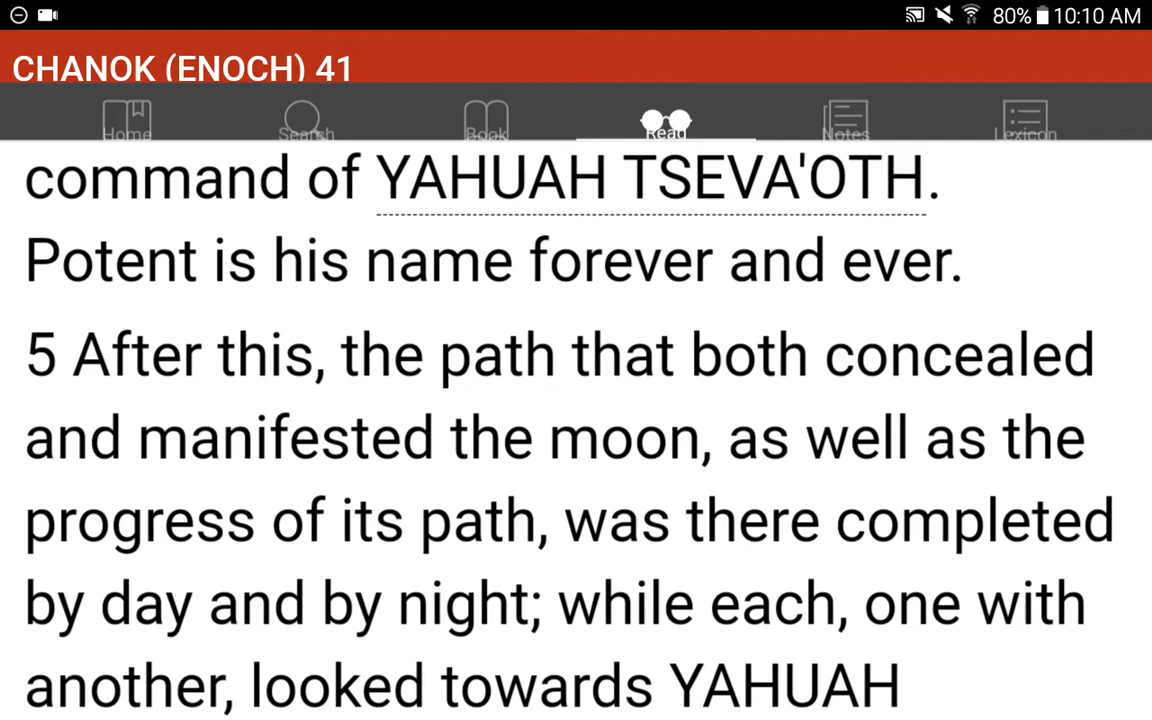 80% 10:10 AM
CHANOK (ENOCH) 41
Home Search Book Read Notes Lexicon
command of YAHUAH TSEVA'OTH.
Potent is his name forever and ever.
5 After this, the path that both concealed
and manifested the moon, as well as the
progress of its path, was there completed
by day and by night; while each, one with
another, looked towards YAHUAH